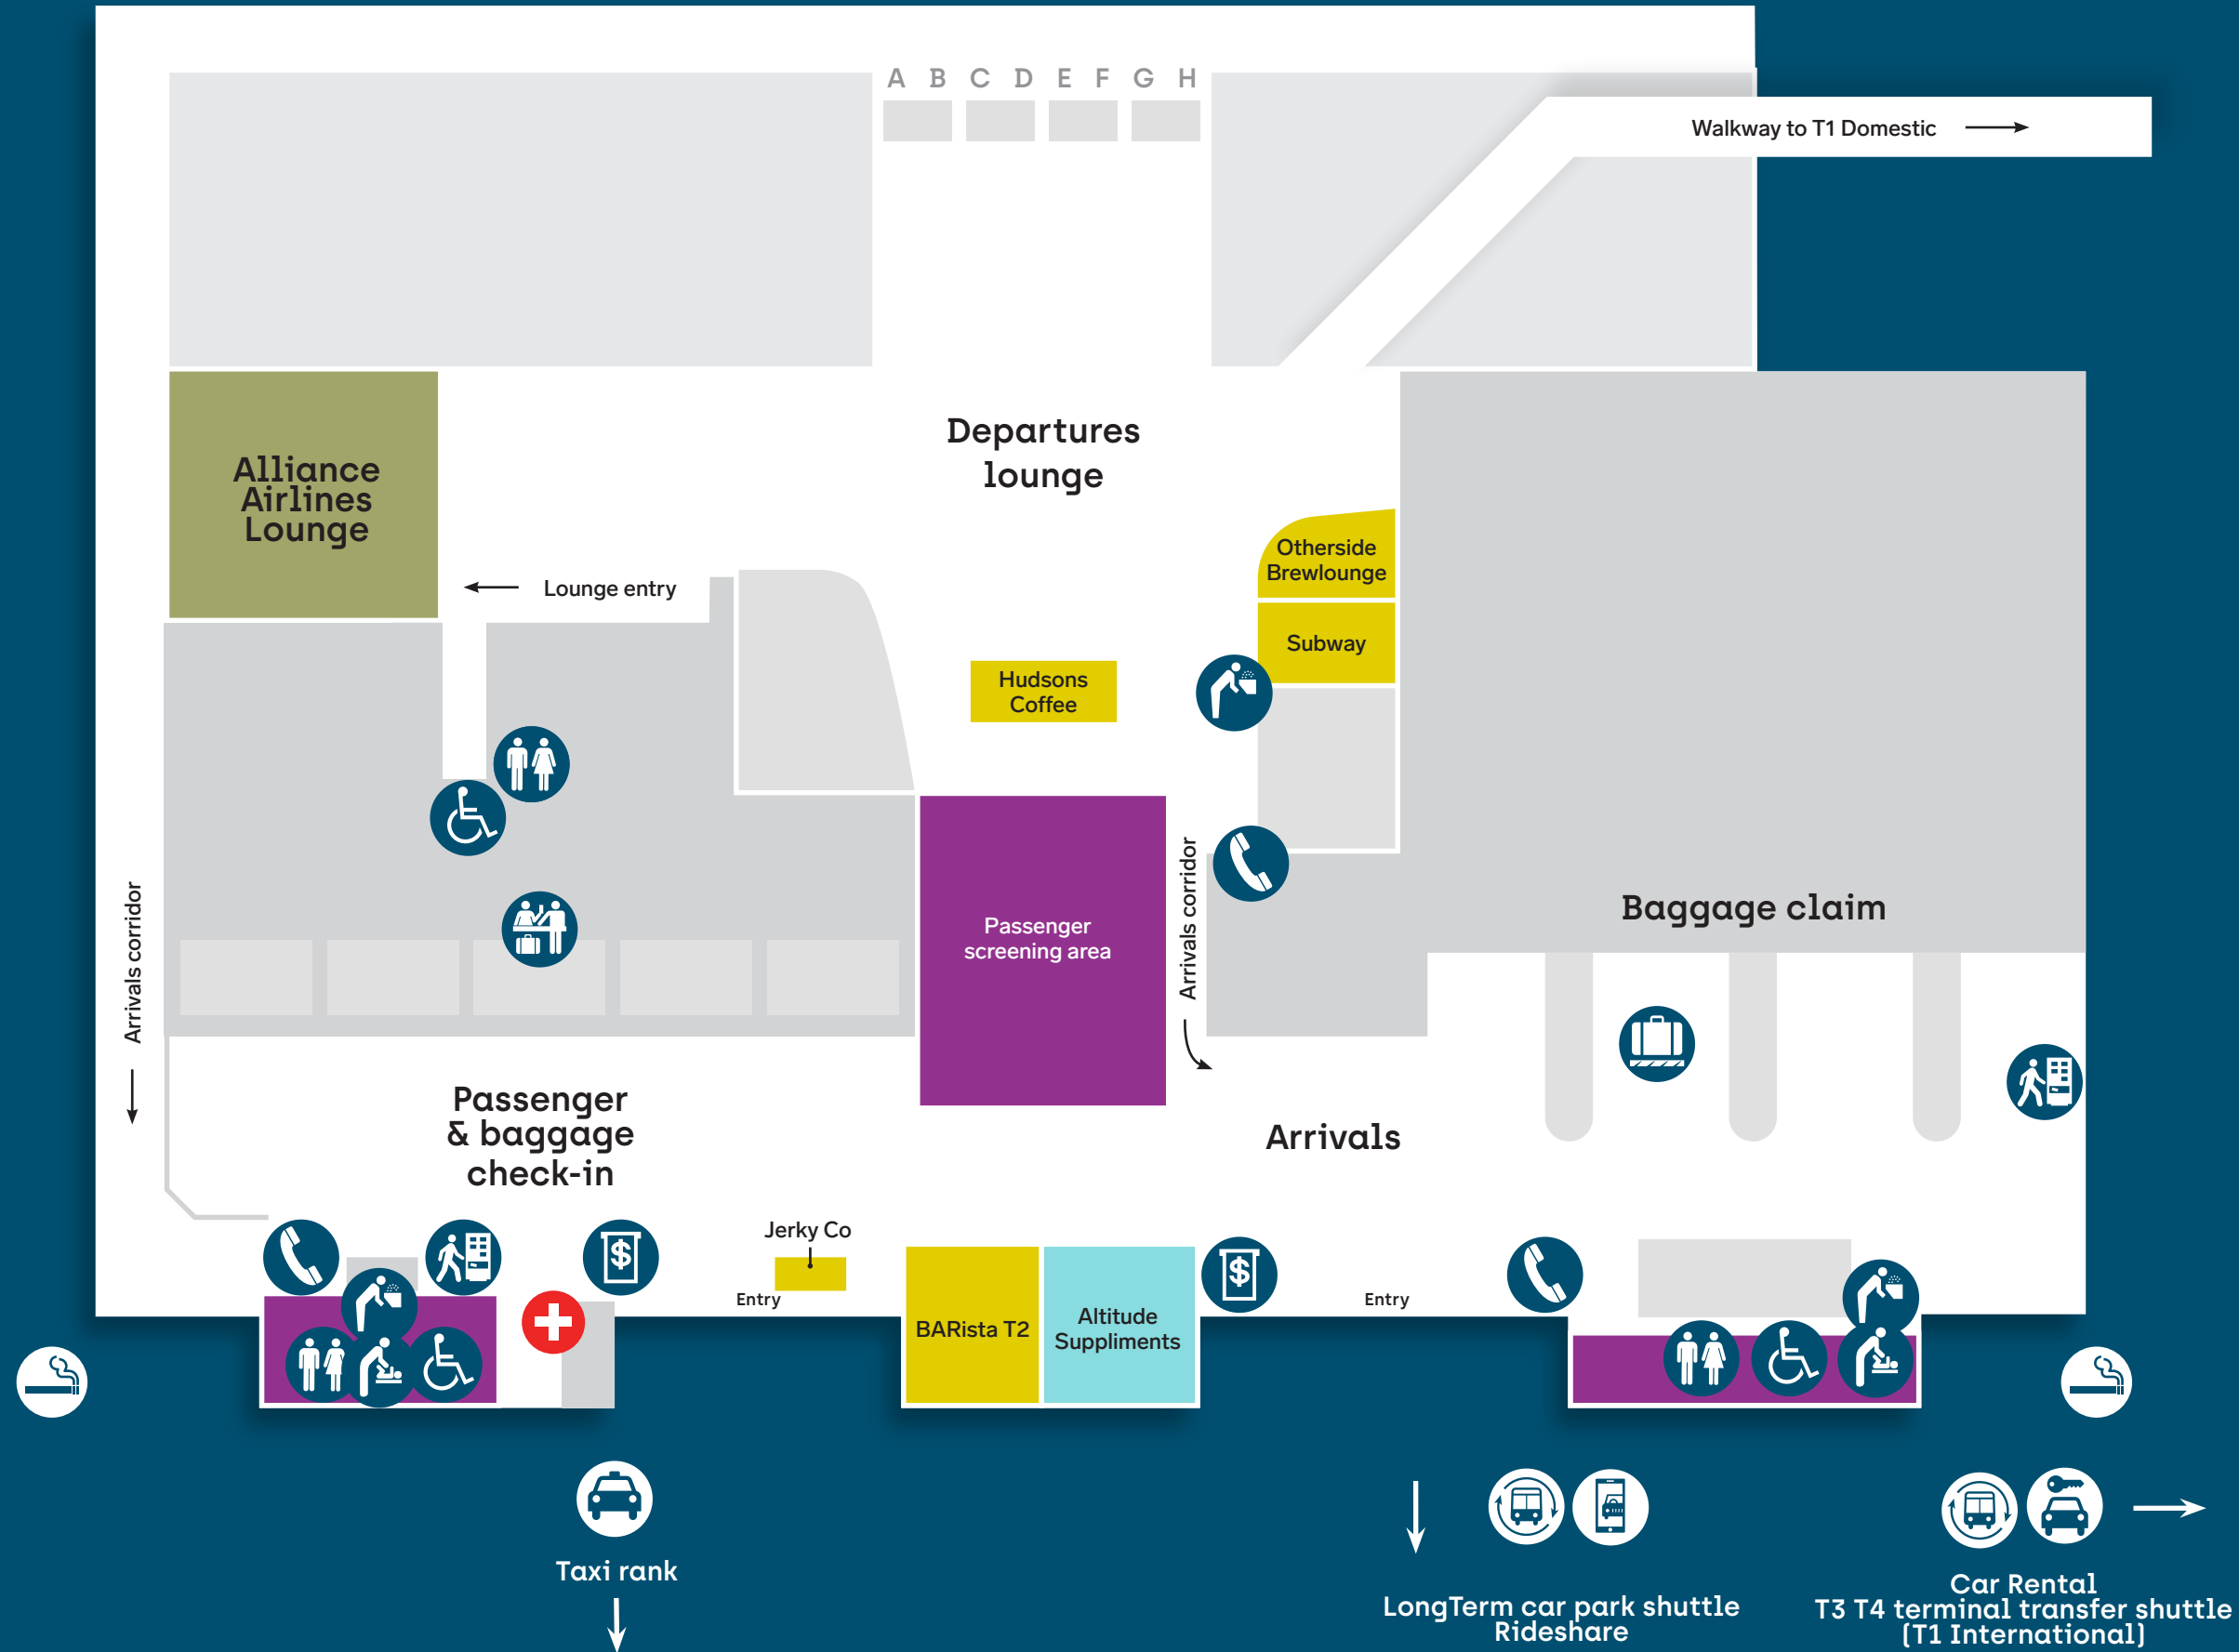 A B C D E F G H
Walkway to T1 Domestic
Departures
lounge
Alliance
Airlines
Lounge
Lounge entry
Otherside
Brewlounge
Subway
Hudsons
Coffee
Arrivals corridor
Passenger
screening area
Arrivals corridor
Baggage claim
Passenger
& baggage
check-in
Arrivals
Jerky Co
Entry
BARista T2
Altitude
Suppliments
$
$
Entry
Taxi rank
LongTerm car park shuttle
Rideshare
Car Rental
T3 T4 terminal transfer shuttle
(T1 International)